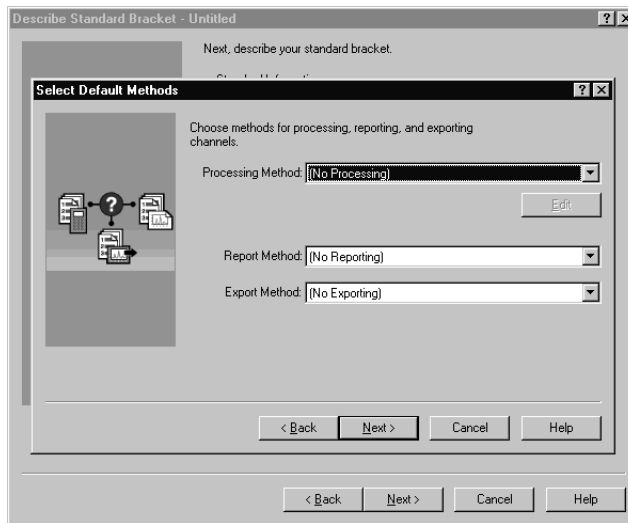 Describe Standard Bracket - Untitled
Next, describe your standard bracket.
Select Default Methods
Choose methods for processing, reporting, and exporting
channels.
Processing Method: (No Processing)
Edit
Report Method: (No Reporting)
Export Method: (No Exporting)
< Back Next > Cancel Help
< Back Next > Cancel Help